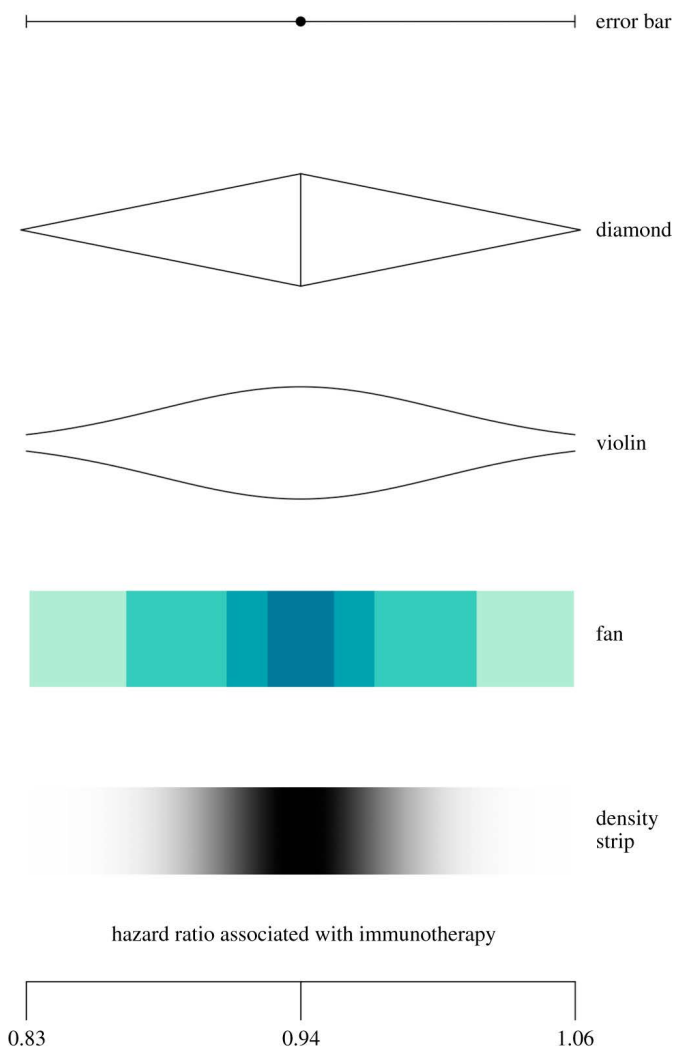 error bar
diamond
violin
fan
density
strip
hazard ratio associated with immunotherapy
0.83 0.94 1.06